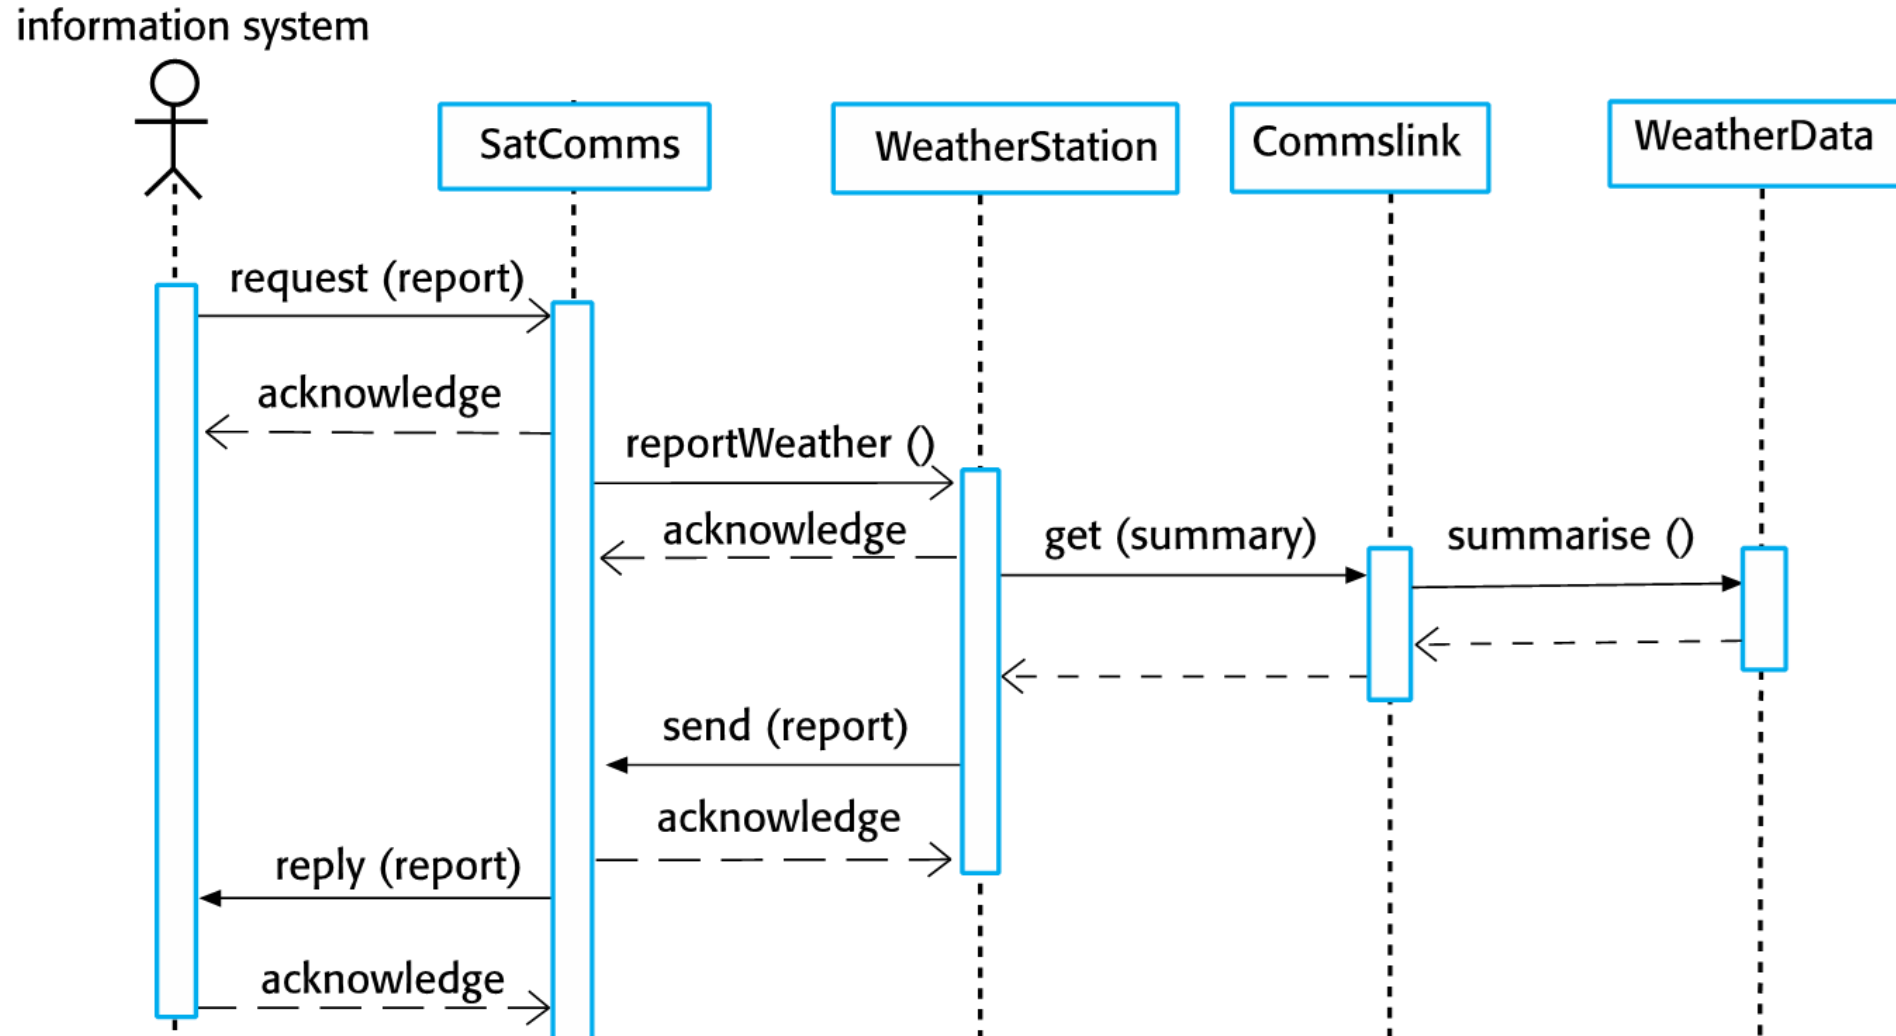 information system
SatComms
WeatherStation
Commslink
WeatherData
request (report)
acknowledge
reportWeather ()
acknowledge
get (summary)
summarise ()
send (report)
acknowledge
reply (report)
acknowledge